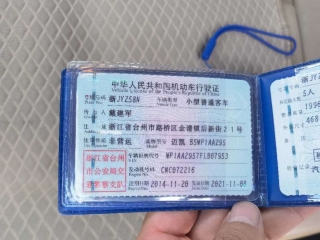 中华人民共和国机动车行驶证
Vehicle License of the People's Republic of China
号牌号码 浙JYZ58N 车辆类型 小型普通客车
所有人 戴建军
住址 浙江省台州市路桥区金清镇后新街21号
使用性质 非营运 品牌型号 迈凯
浙江省台州市公安局交通警察支队
车辆识别代号 WP1AA2957FLB07953
发动机号码 CNC072216
注册日期 2014-11-28 发证日期 2021-11-08
5人